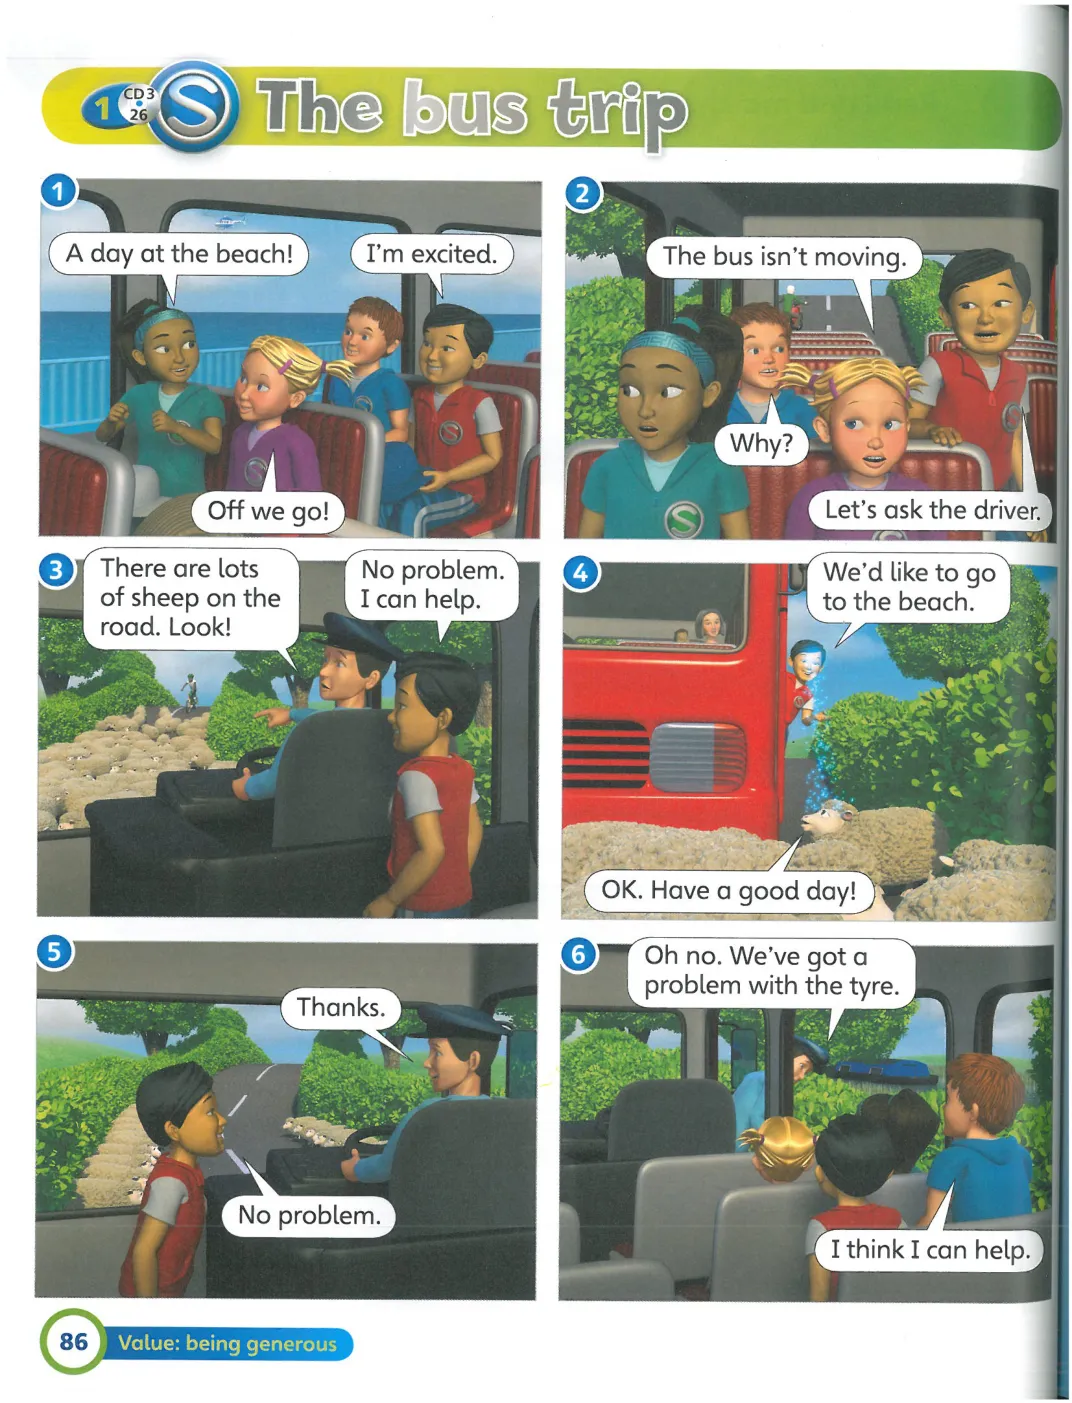 1 CD3
26
S The bus trip
1
A day at the beach!
I'm excited.
Off we go!
2
The bus isn't moving.
Why?
Let's ask the driver.
3
There are lots
of sheep on the
road. Look!
No problem.
I can help.
4
We'd like to go
to the beach.
OK. Have a good day!
5
Thanks.
No problem.
6
Oh no. We've got a
problem with the tyre.
I think I can help.
86 Value: being generous